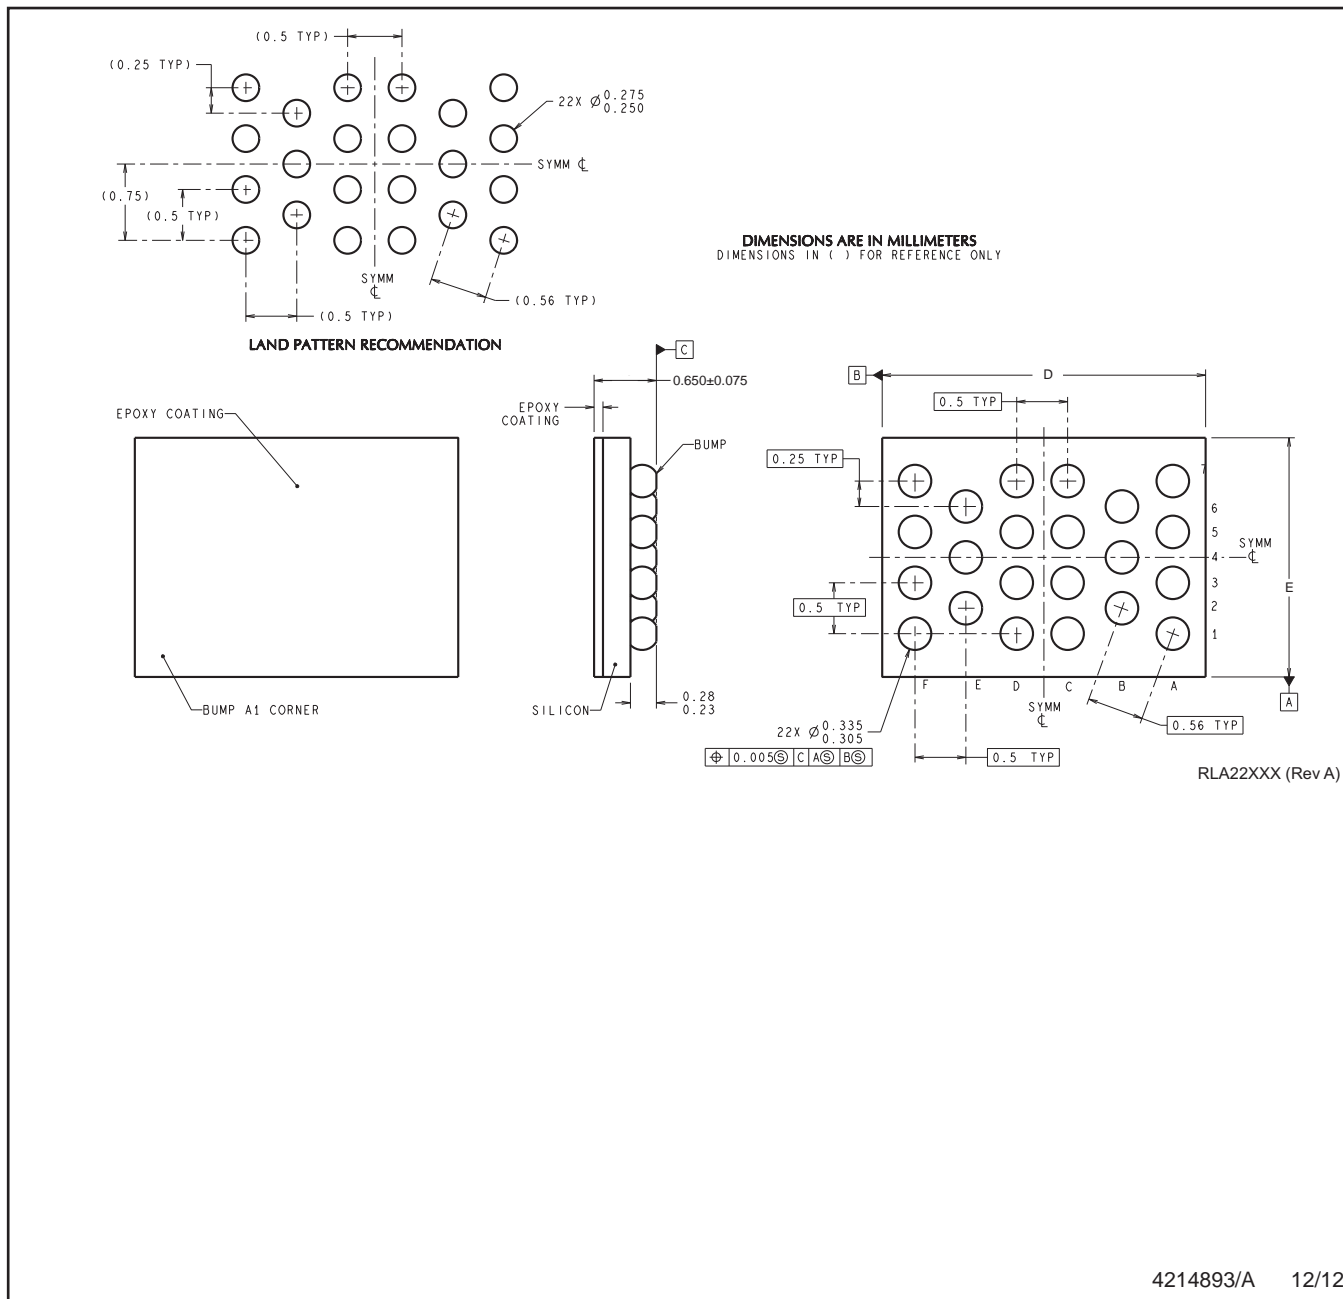 (0.5 TYP)
(0.25 TYP)
22X Ø 0.275
0.250
SYMM ℄
(0.75)
(0.5 TYP)
SYMM
℄
(0.56 TYP)
(0.5 TYP)
LAND PATTERN RECOMMENDATION
DIMENSIONS ARE IN MILLIMETERS
DIMENSIONS IN ( ) FOR REFERENCE ONLY
EPOXY COATING
BUMP A1 CORNER
C
0.650±0.075
EPOXY
COATING
BUMP
SILICON
0.28
0.23
B
D
0.5 TYP
0.25 TYP
7
6
5
4
3
2
1
SYMM
℄
E
0.5 TYP
F E D C B A
SYMM
℄
A
0.56 TYP
22X Ø 0.335
0.305
⌖ 0.005Ⓢ C AⓈ BⓈ
0.5 TYP
RLA22XXX (Rev A)
4214893/A 12/12